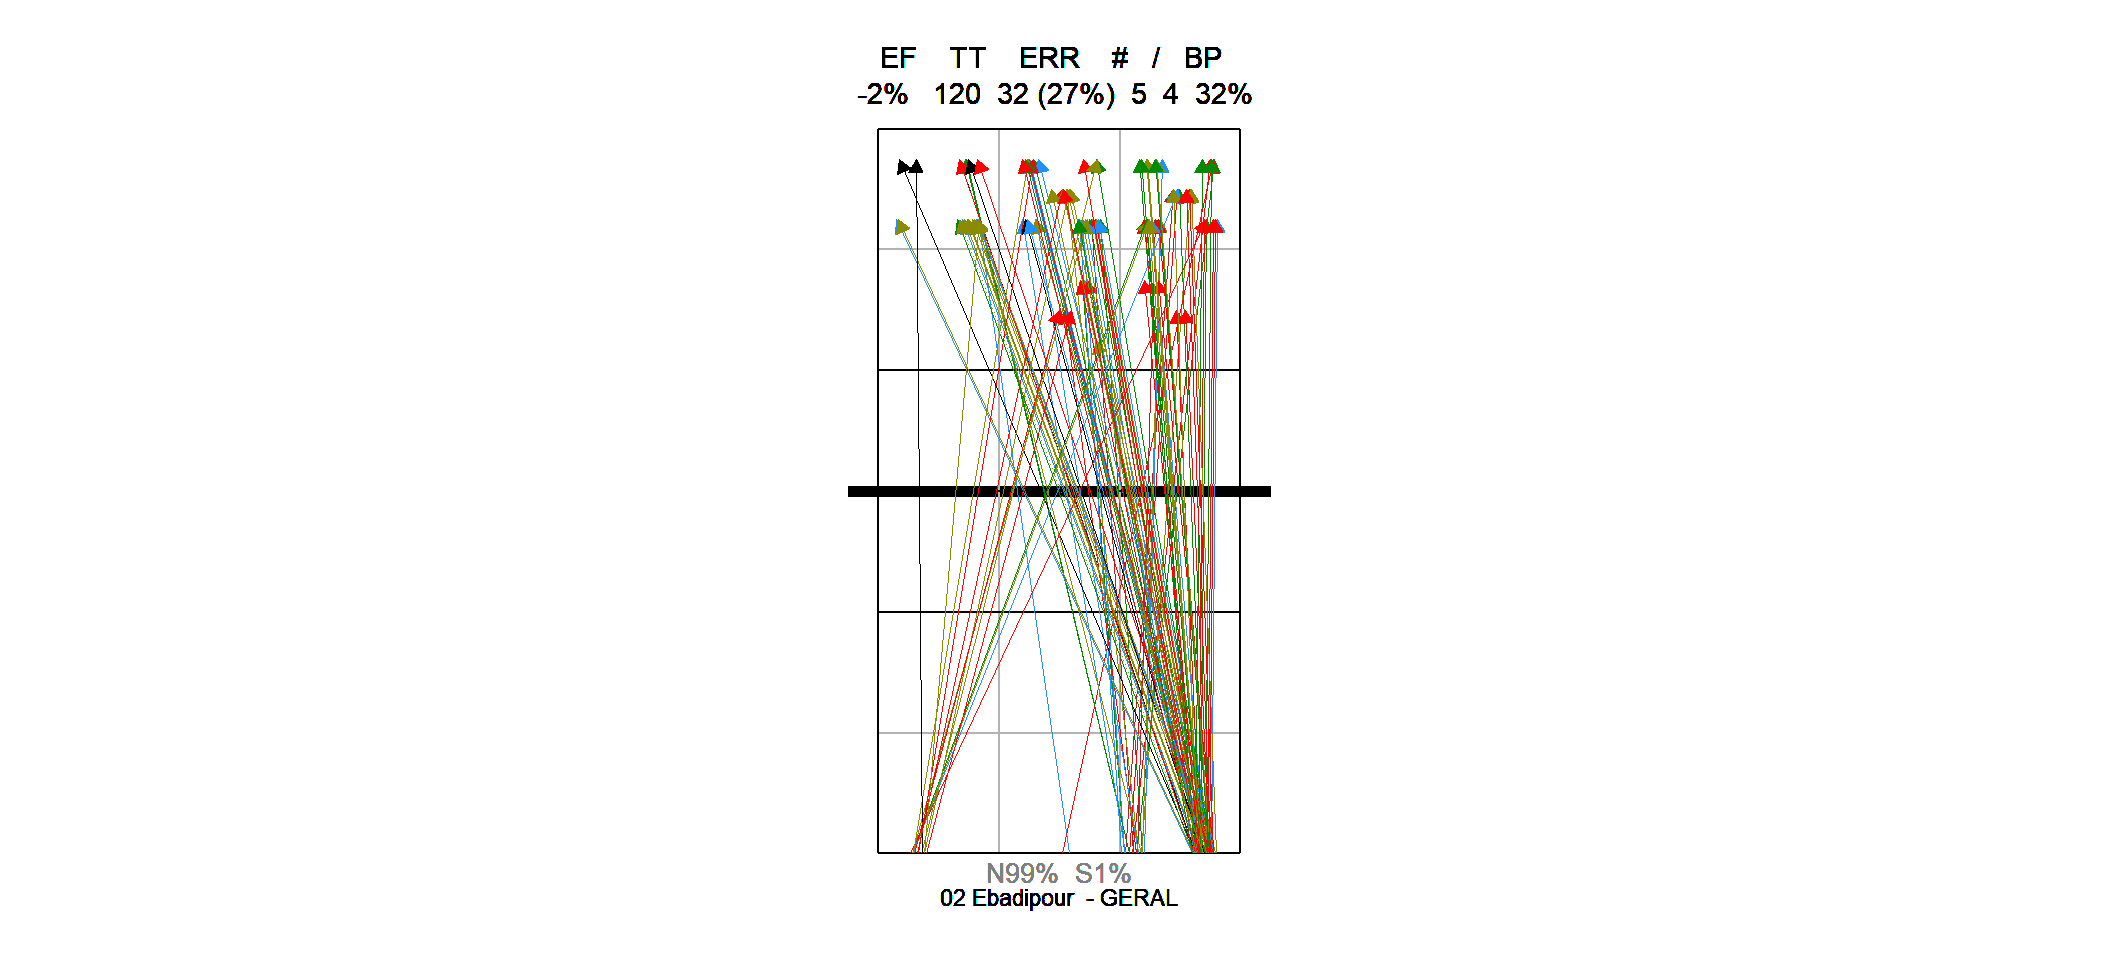 EF TT ERR # / BP
-2% 120 32 (27%) 5 4 32%
N99% S1%
02 Ebadipour - GERAL